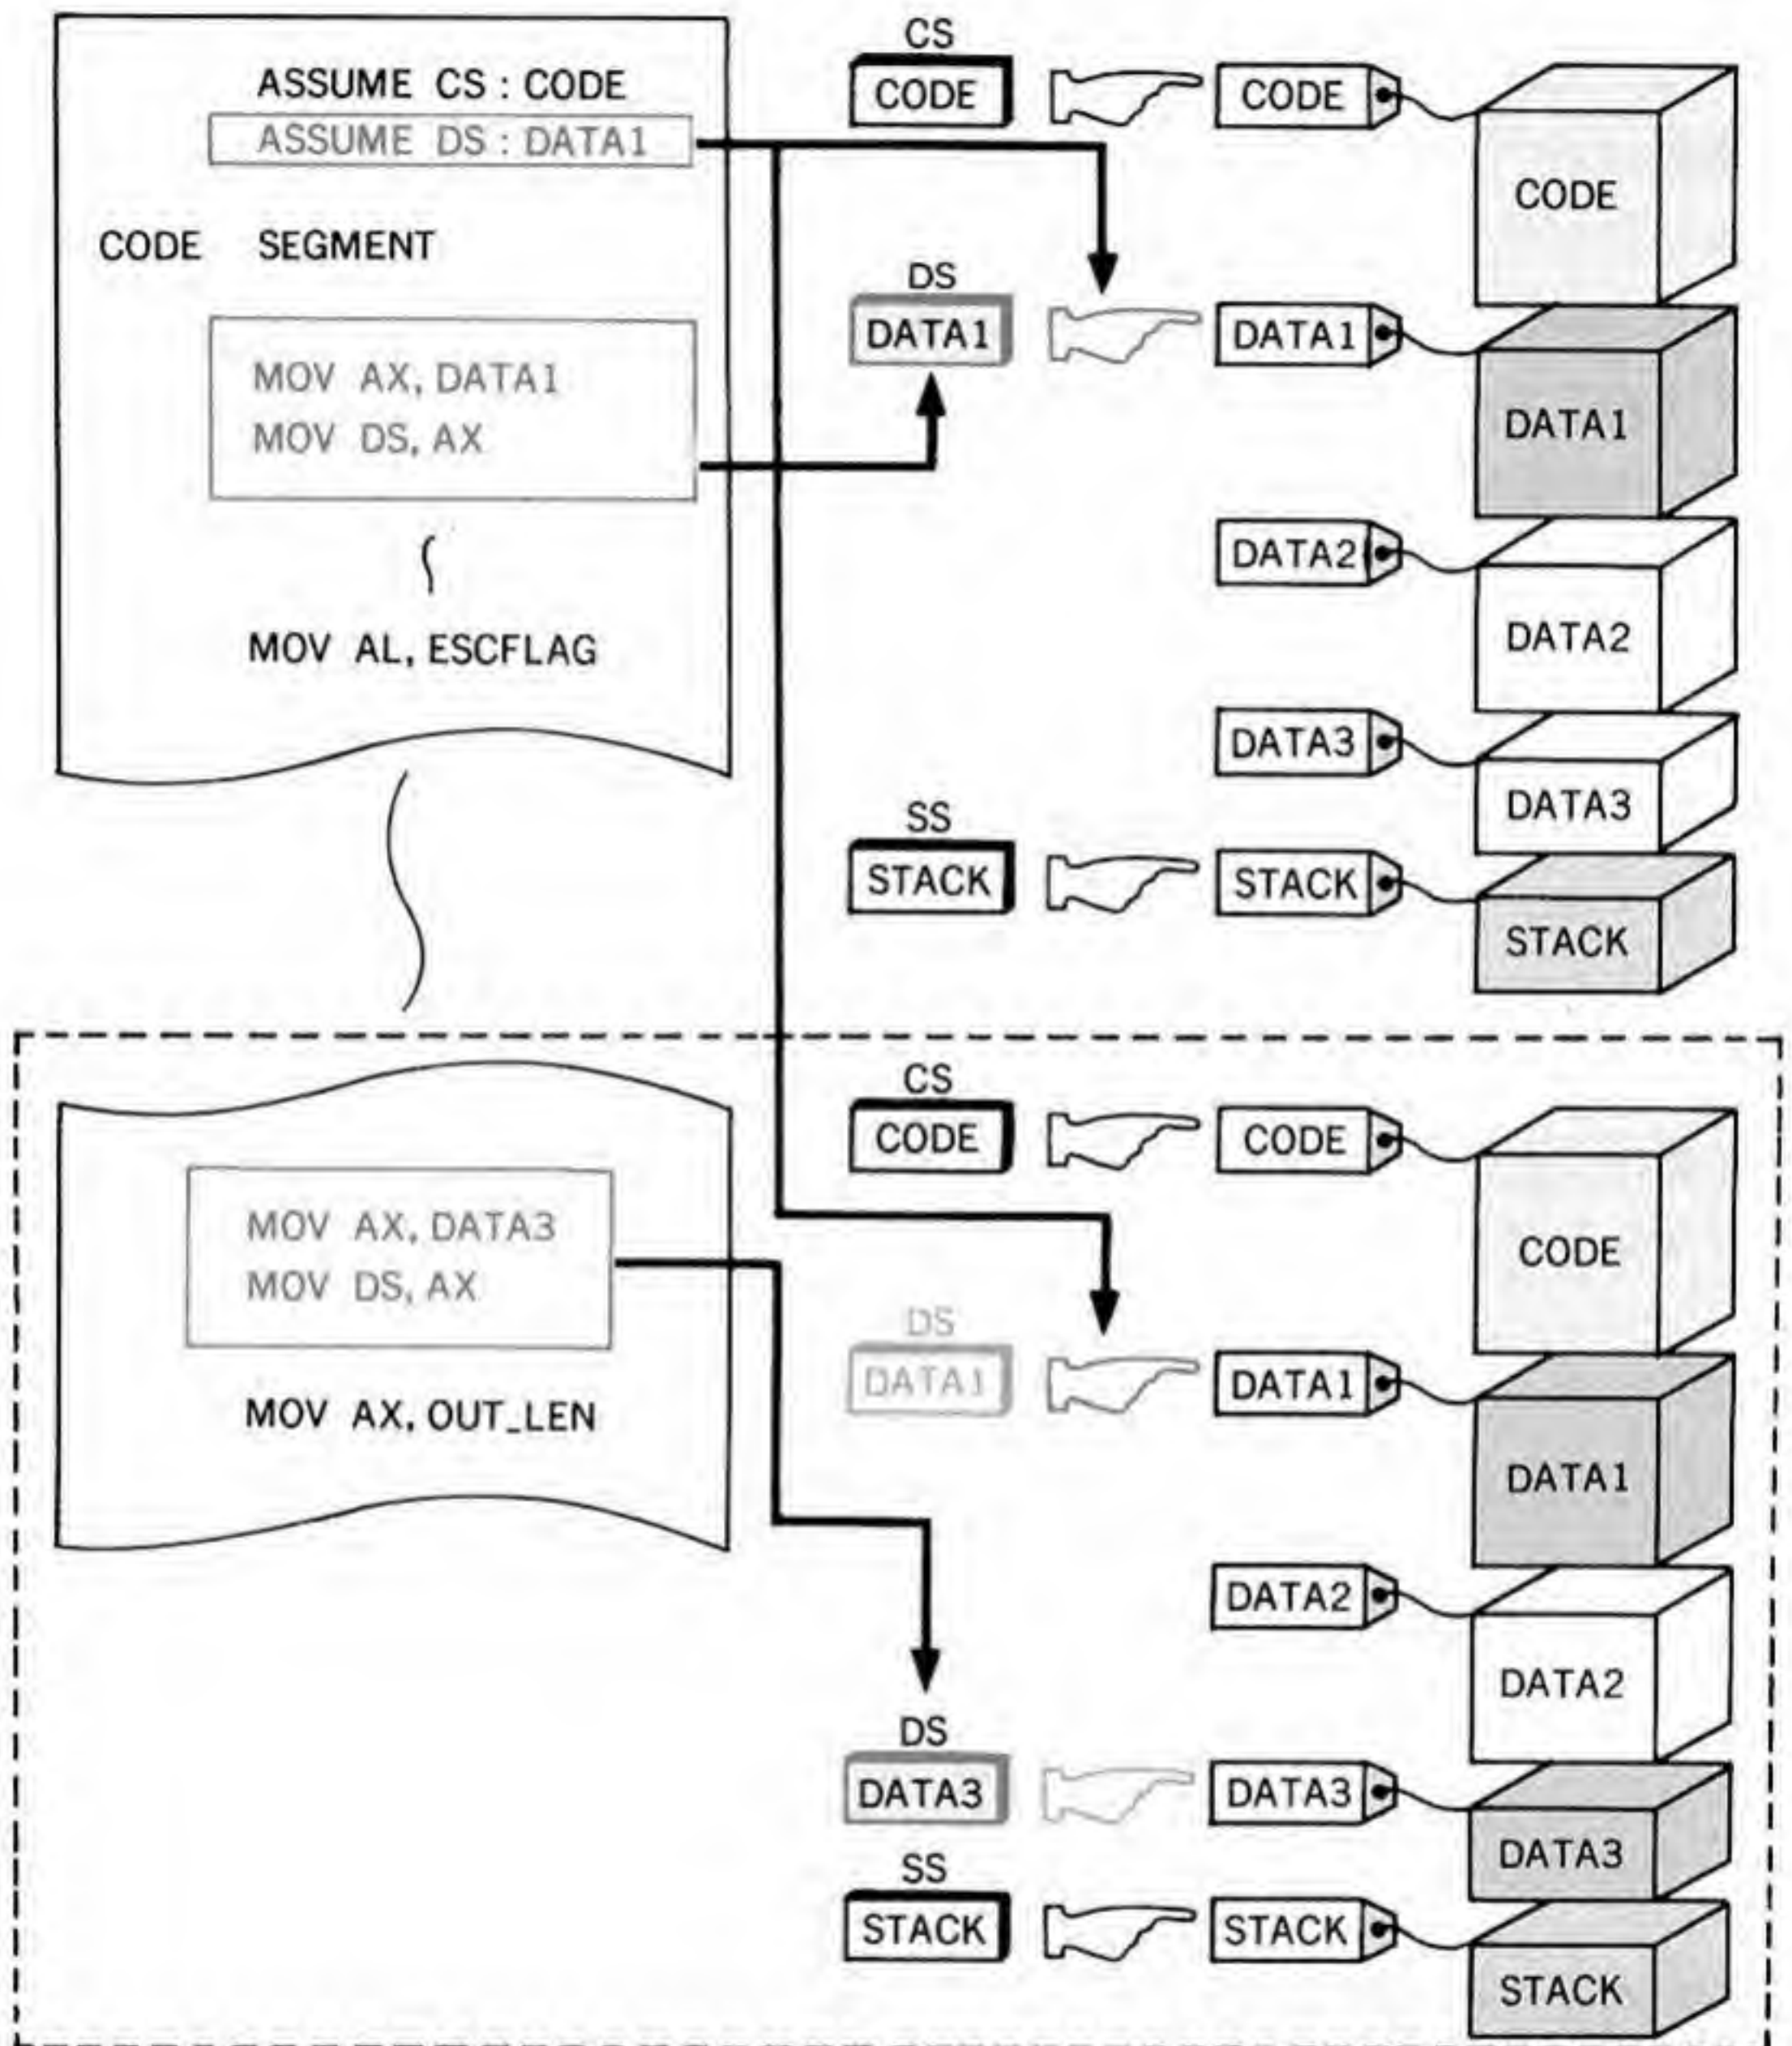 ASSUME CS : CODE
ASSUME DS : DATA1
CODE SEGMENT
MOV AX, DATA1
MOV DS, AX
MOV AL, ESCFLAG
CS
CODE
CODE
CODE
DS
DATA1
DATA1
DATA1
DATA2
DATA2
DATA3
DATA3
SS
STACK
STACK
STACK
MOV AX, DATA3
MOV DS, AX
MOV AX, OUT_LEN
CS
CODE
CODE
CODE
DS
DATA1
DATA1
DATA1
DATA2
DATA2
DS
DATA3
DATA3
DATA3
SS
STACK
STACK
STACK